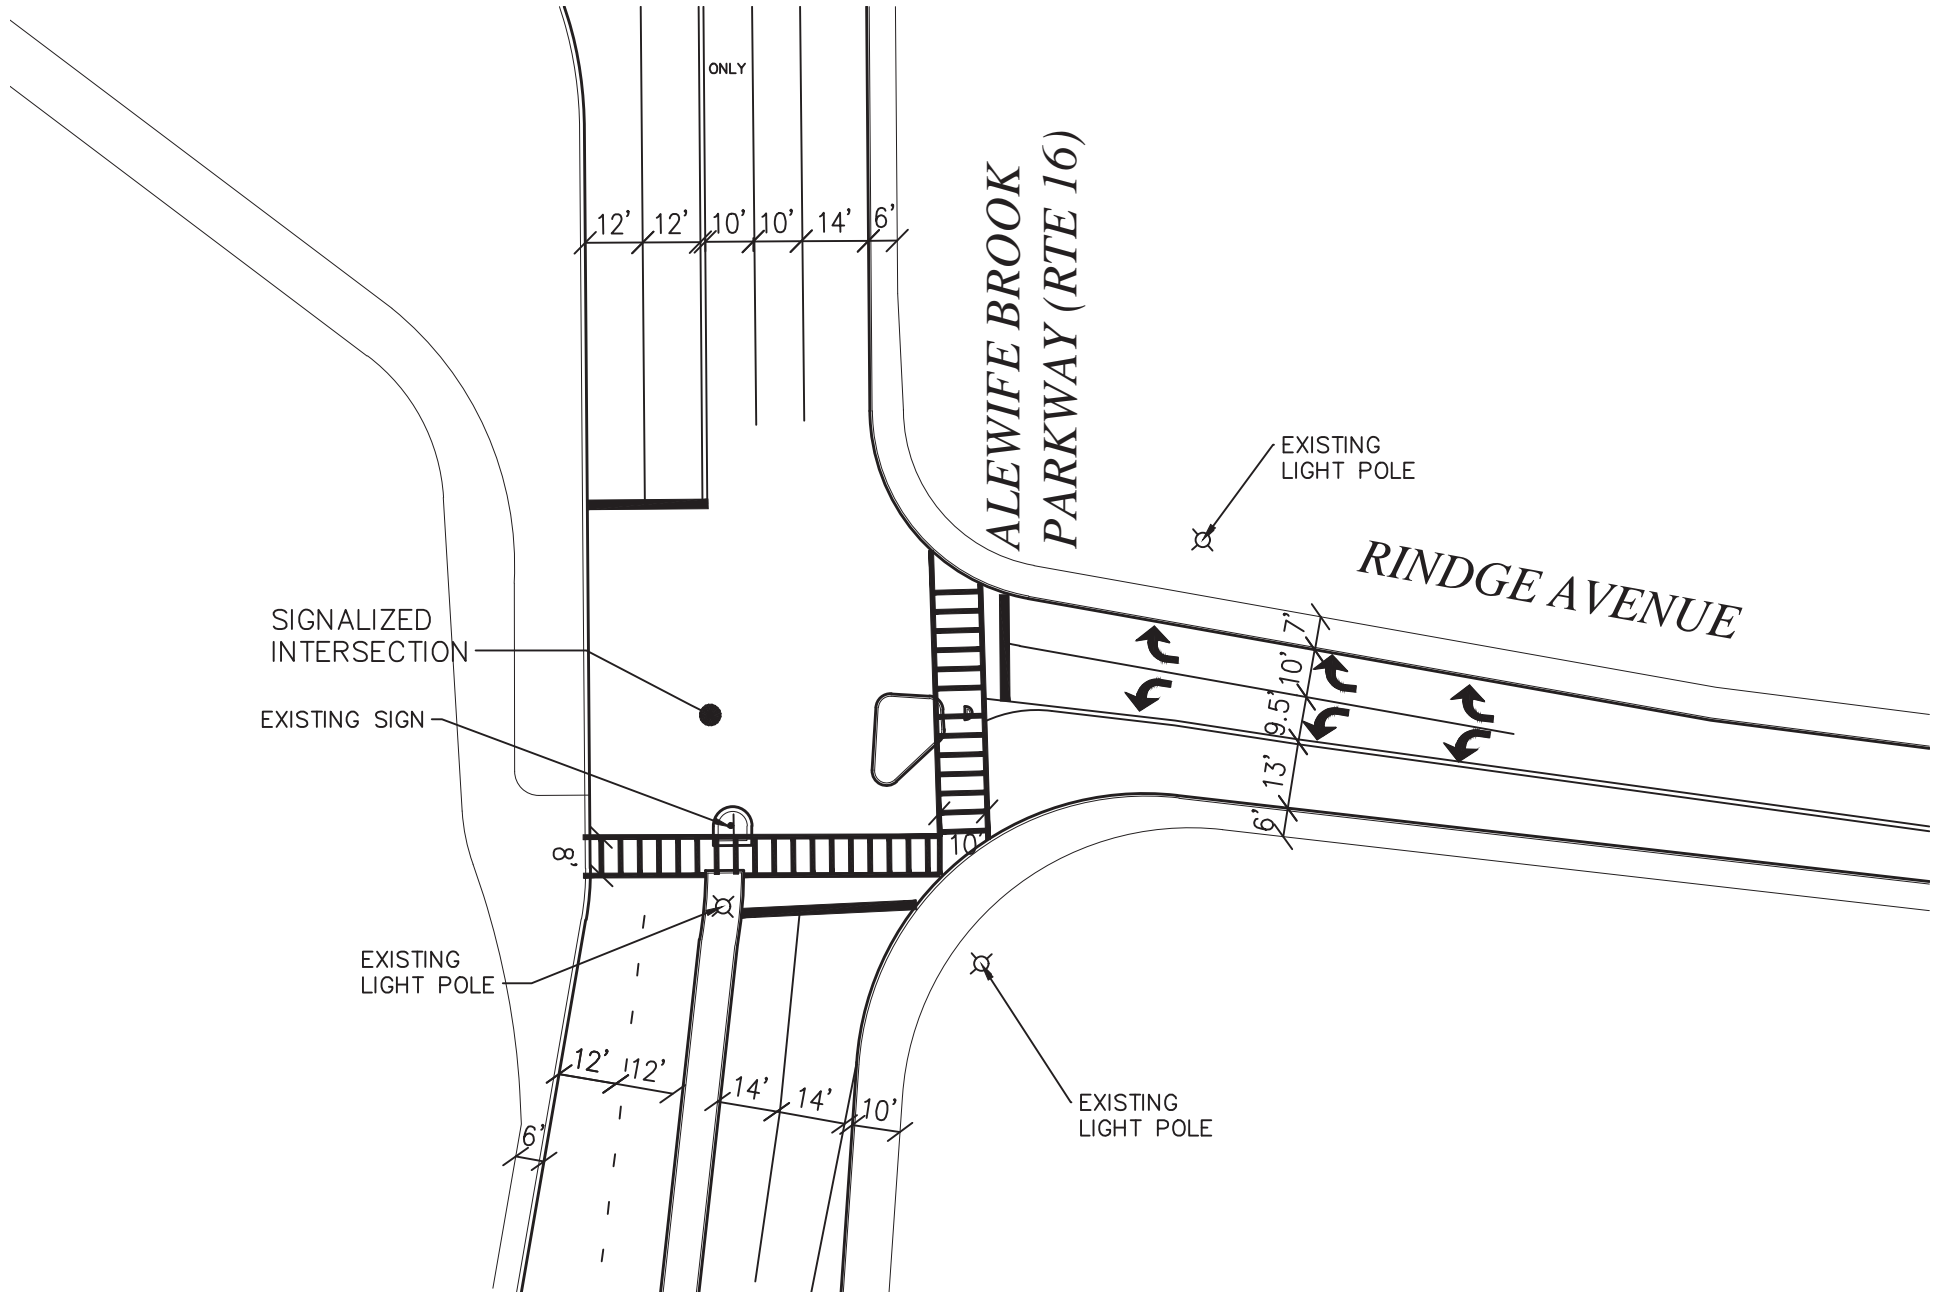 ONLY
12' 12' 10' 10' 14' 6'
ALEWIFE BROOK
PARKWAY (RTE 16)
EXISTING
LIGHT POLE
RINDGE AVENUE
SIGNALIZED
INTERSECTION
EXISTING SIGN
7'
10'
9.5'
13'
6'
8'
10'
EXISTING
LIGHT POLE
12' 12' 14' 14' 10'
6'
EXISTING
LIGHT POLE